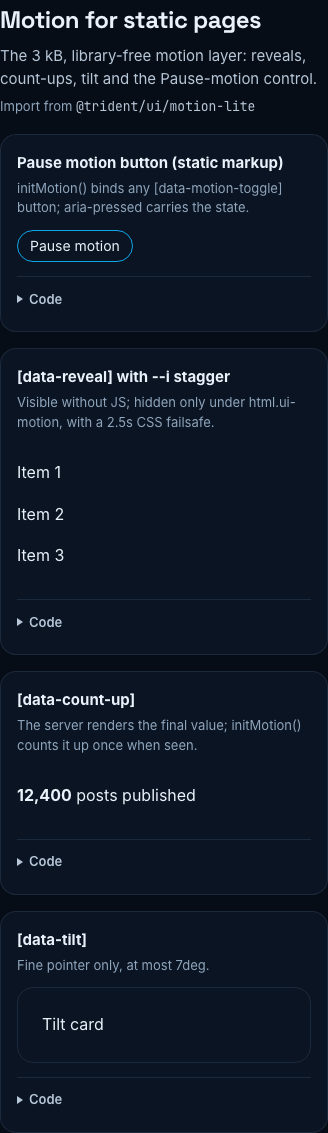 Motion for static pages
The 3 kB, library-free motion layer: reveals,
count-ups, tilt and the Pause-motion control.
Import from @trident/ui/motion-lite
Pause motion button (static markup)
initMotion() binds any [data-motion-toggle]
button; aria-pressed carries the state.
Pause motion
Code
[data-reveal] with --i stagger
Visible without JS; hidden only under html.ui-
motion, with a 2.5s CSS failsafe.
Item 1
Item 2
Item 3
Code
[data-count-up]
The server renders the final value; initMotion()
counts it up once when seen.
12,400 posts published
Code
[data-tilt]
Fine pointer only, at most 7deg.
Tilt card
Code